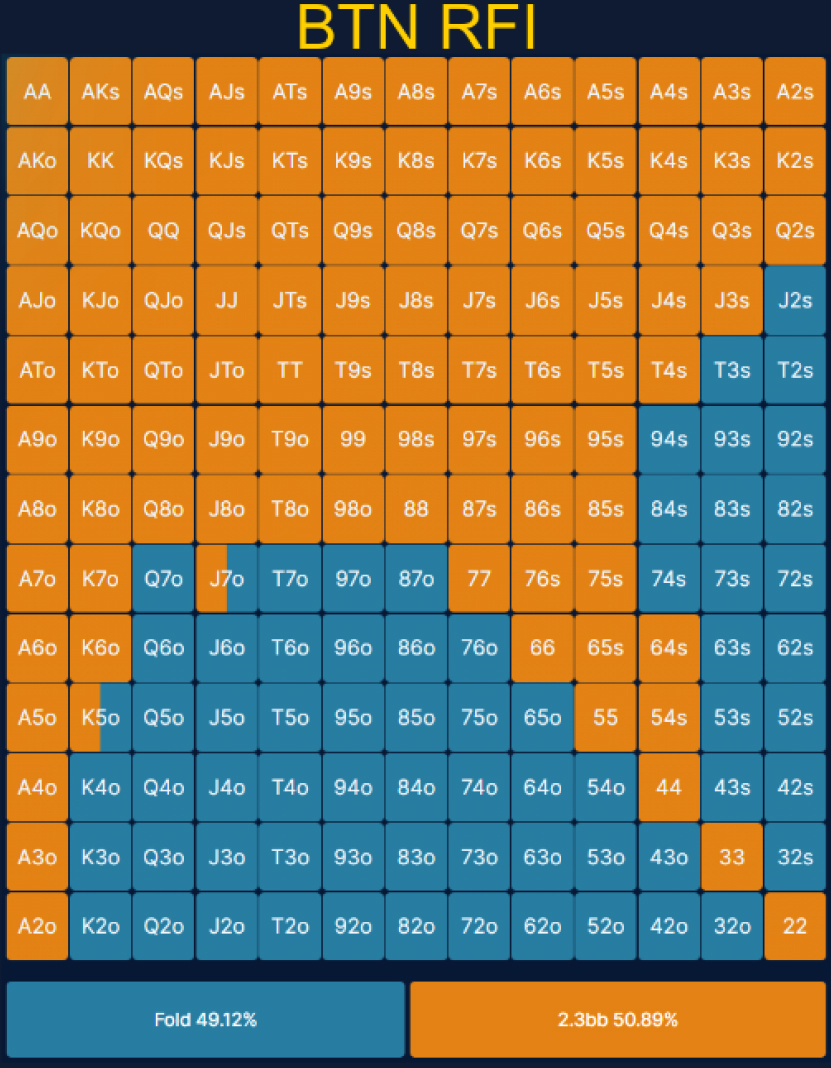 BTN RFI
AA AKs AQs AJs ATs A9s A8s A7s A6s A5s A4s A3s A2s
AKo KK KQs KJs KTs K9s K8s K7s K6s K5s K4s K3s K2s
AQo KQo QQ QJs QTs Q9s Q8s Q7s Q6s Q5s Q4s Q3s Q2s
AJo KJo QJo JJ JTs J9s J8s J7s J6s J5s J4s J3s J2s
ATo KTo QTo JTo TT T9s T8s T7s T6s T5s T4s T3s T2s
A9o K9o Q9o J9o T9o 99 98s 97s 96s 95s 94s 93s 92s
A8o K8o Q8o J8o T8o 98o 88 87s 86s 85s 84s 83s 82s
A7o K7o Q7o J7o T7o 97o 87o 77 76s 75s 74s 73s 72s
A6o K6o Q6o J6o T6o 96o 86o 76o 66 65s 64s 63s 62s
A5o K5o Q5o J5o T5o 95o 85o 75o 65o 55 54s 53s 52s
A4o K4o Q4o J4o T4o 94o 84o 74o 64o 54o 44 43s 42s
A3o K3o Q3o J3o T3o 93o 83o 73o 63o 53o 43o 33 32s
A2o K2o Q2o J2o T2o 92o 82o 72o 62o 52o 42o 32o 22
Fold 49.12% 2.3bb 50.89%